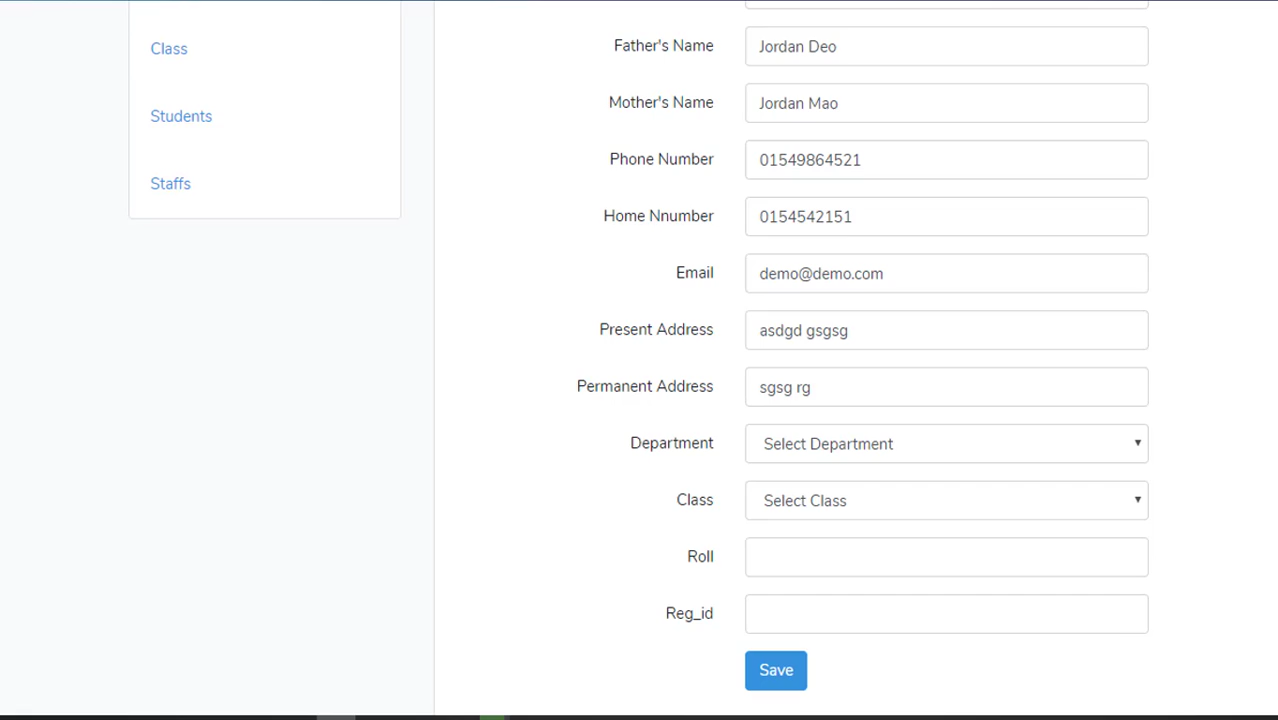 Class
Students
Staffs
Father's Name Jordan Deo
Mother's Name Jordan Mao
Phone Number 01549864521
Home Nnumber 0154542151
Email demo@demo.com
Present Address asdgd gsgsg
Permanent Address sgsg rg
Department Select Department
Class Select Class
Roll
Reg_id
Save